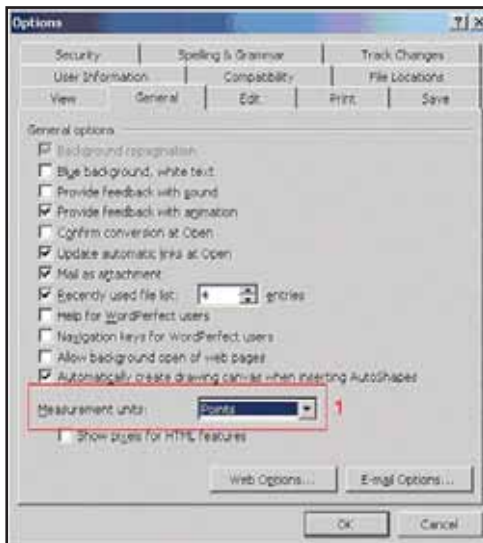 Options
Security Spelling & Grammar Track Changes
User Information Compatibility File Locations
View General Edit Print Save
General options
Background repagination
Blue background, white text
Provide feedback with sound
Provide feedback with animation
Confirm conversion at Open
Update automatic links at Open
Mail as attachment
Recently used file list: 4 entries
Help for WordPerfect users
Navigation keys for WordPerfect users
Allow background open of web pages
Automatically create drawing canvas when inserting AutoShapes
Measurement units: Points 1
Show pixels for HTML features
Web Options... E-mail Options...
OK Cancel